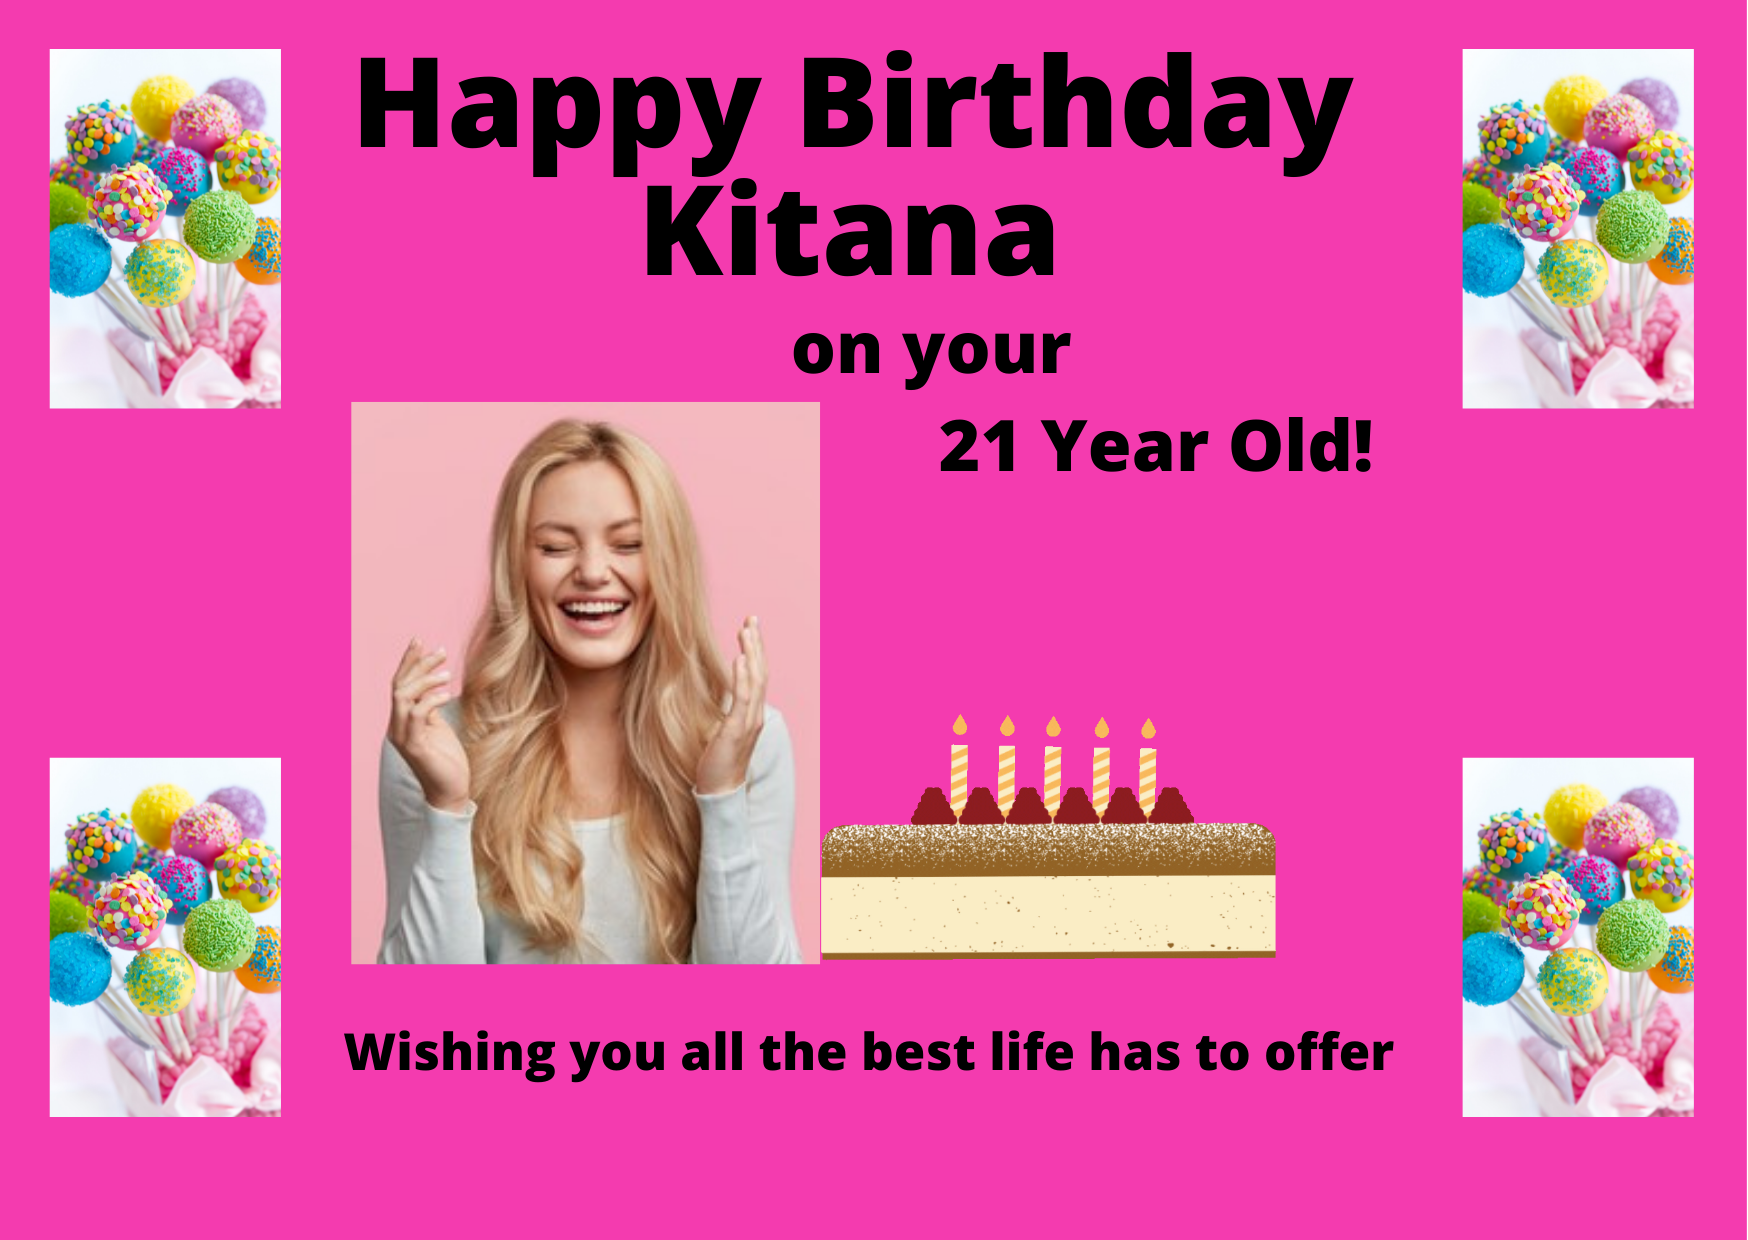 Happy Birthday
Kitana
on your
21 Year Old!
Wishing you all the best life has to offer